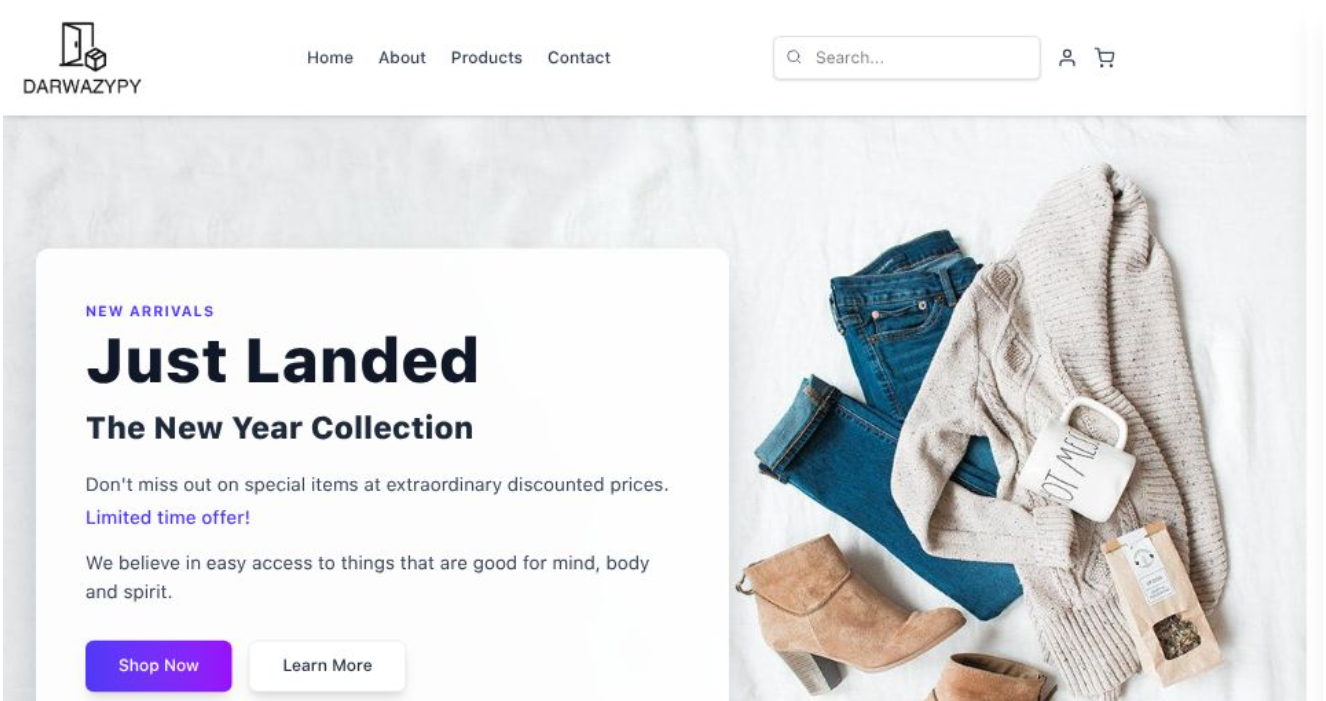 DARWAZYPY
Home About Products Contact
Search...
NEW ARRIVALS
Just Landed
The New Year Collection
Don't miss out on special items at extraordinary discounted prices.
Limited time offer!
We believe in easy access to things that are good for mind, body
and spirit.
Shop Now Learn More